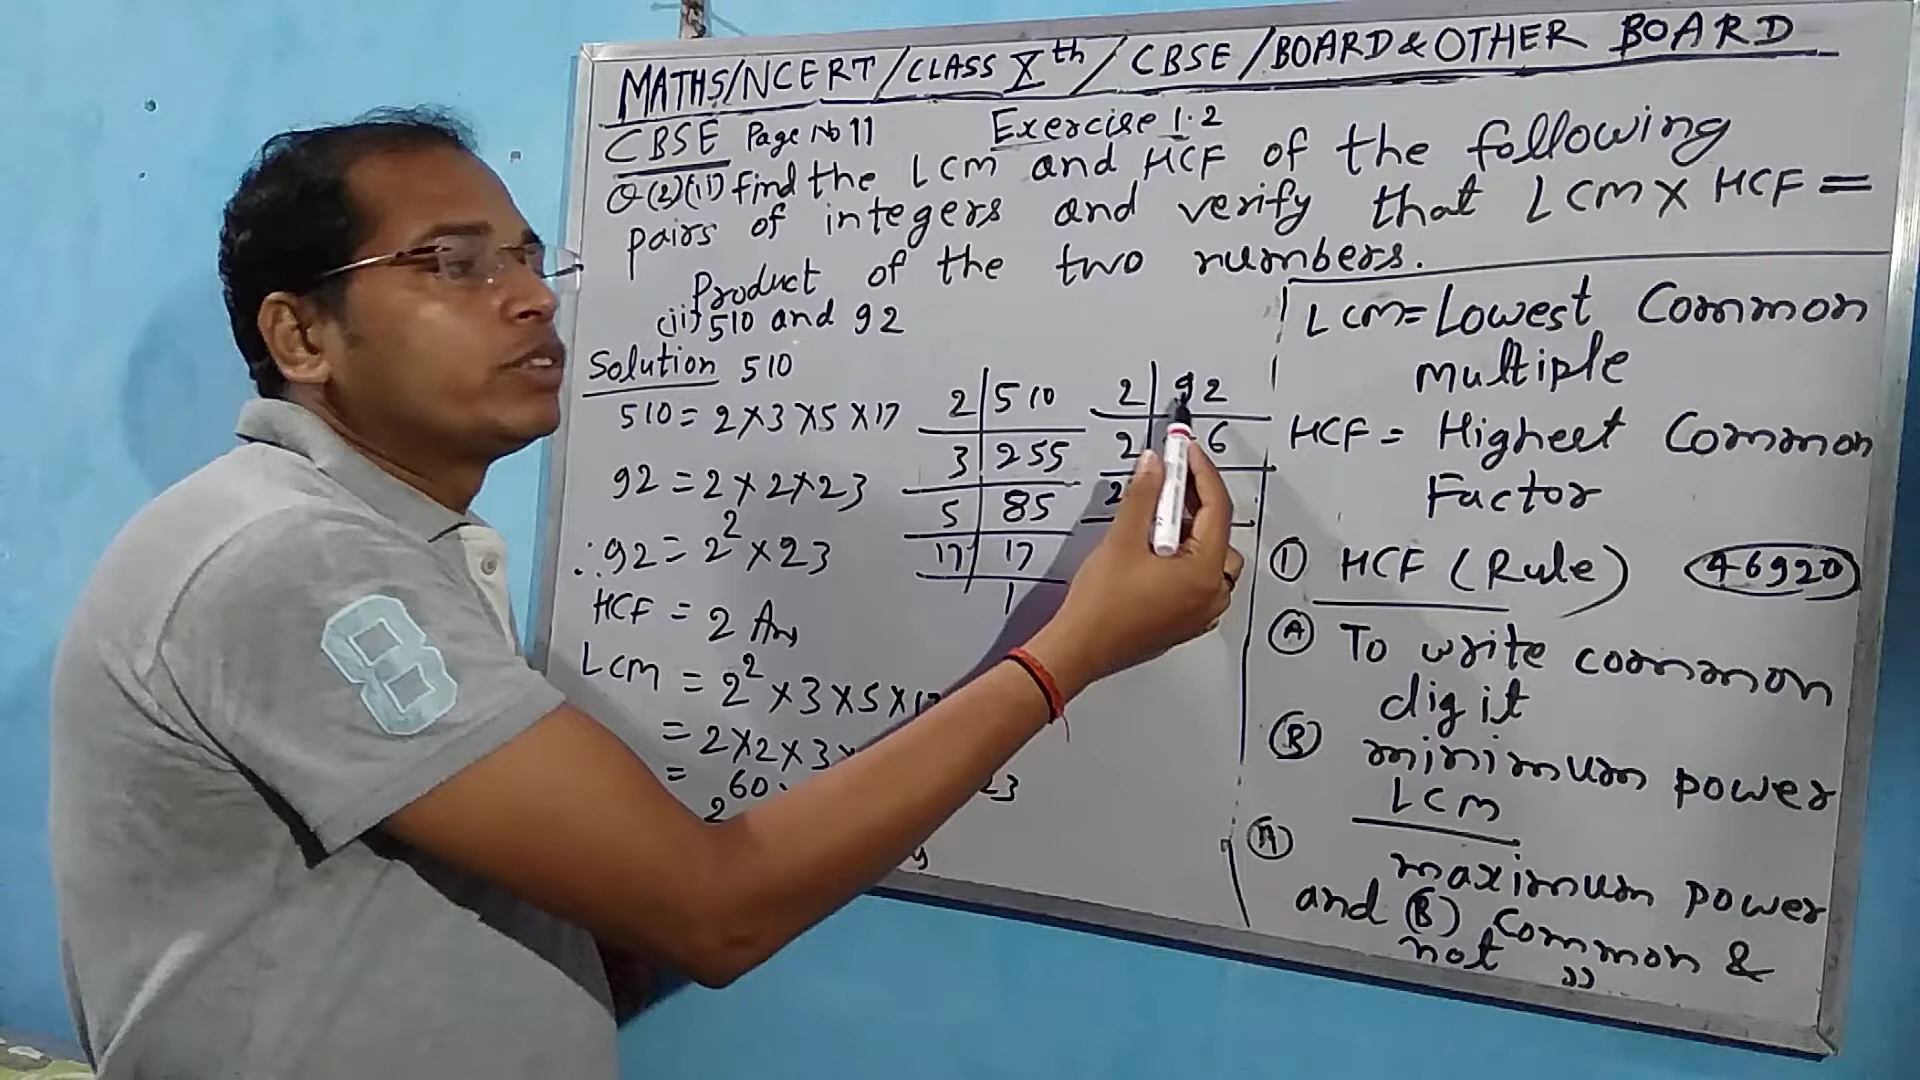 MATHS/NCERT/CLASS Xth/CBSE/BOARD & OTHER BOARD
CBSE Page No 11 Exercise 1.2
Q(2)(ii) find the LCM and HCF of the following
pairs of integers and verify that LCM X HCF =
Product of the two numbers.
(ii) 510 and 92
Solution 510
510 = 2 × 3 × 5 × 17
92 = 2 × 2 × 23
∴ 92 = 2² × 23
HCF = 2 Ans
LCM = 2² × 3 × 5 ×
= 2 × 2 × 3 ×
= 60
23
2
2 | 510
3 | 255
5 | 85
17 | 17
1
2 | 92
2 6
2
LCM = Lowest Common
multiple
HCF = Highest Common
Factor
① HCF (Rule) 46920
Ⓐ To write common
digit
Ⓑ minimum power
LCM
Ⓐ maximum power
and (B) Common &
not "